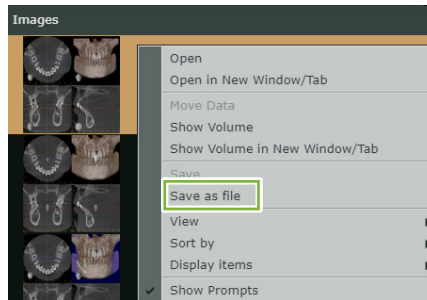 Images
Open
Open in New Window/Tab
Move Data
Show Volume
Show Volume in New Window/Tab
Save
Save as file
View
Sort by
Display items
Show Prompts